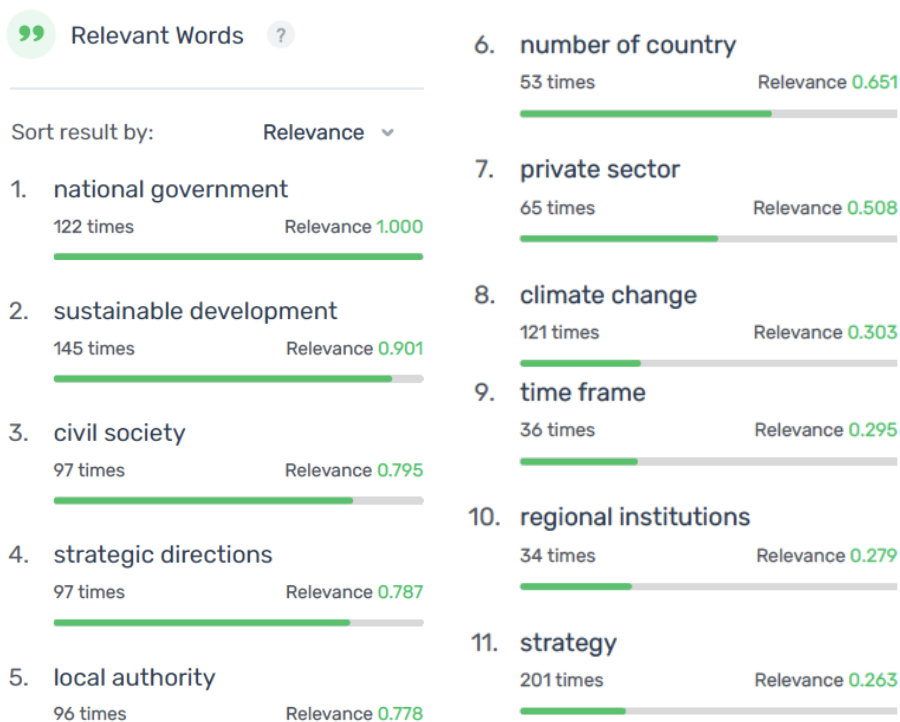 Relevant Words ?
Sort result by: Relevance
1. national government
122 times Relevance 1.000
2. sustainable development
145 times Relevance 0.901
3. civil society
97 times Relevance 0.795
4. strategic directions
97 times Relevance 0.787
5. local authority
96 times Relevance 0.778
6. number of country
53 times Relevance 0.651
7. private sector
65 times Relevance 0.508
8. climate change
121 times Relevance 0.303
9. time frame
36 times Relevance 0.295
10. regional institutions
34 times Relevance 0.279
11. strategy
201 times Relevance 0.263